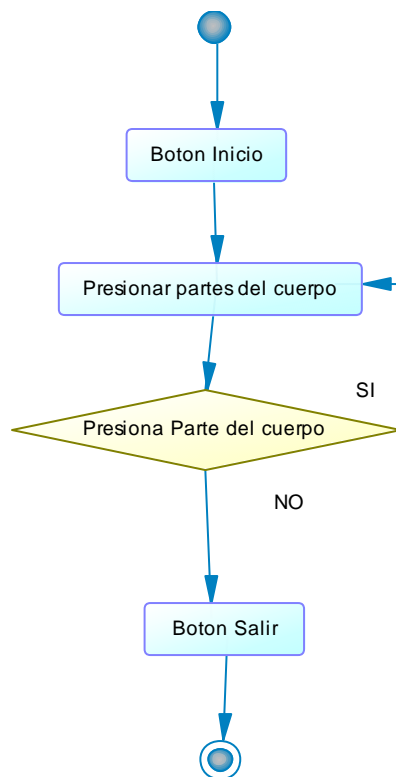 Boton Inicio
Presionar partes del cuerpo
SI
Presiona Parte del cuerpo
NO
Boton Salir